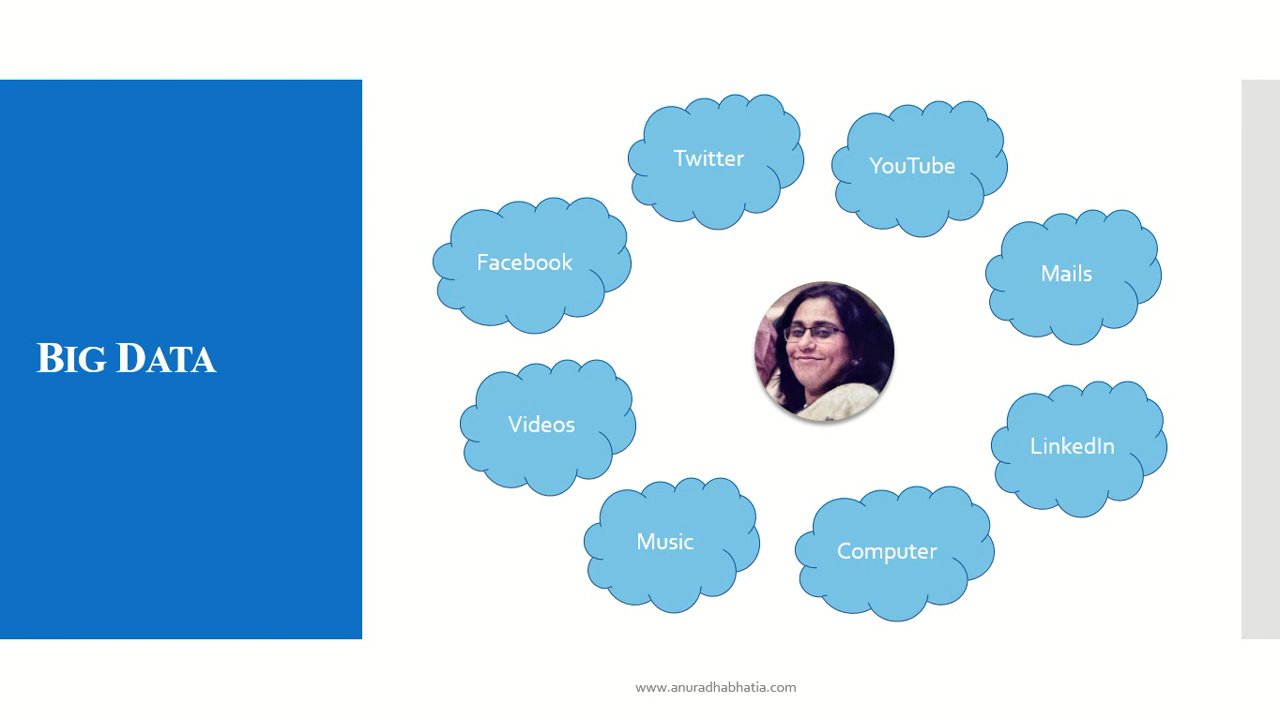 BIG DATA
Twitter
YouTube
Facebook
Mails
Videos
LinkedIn
Music
Computer
www.anuradhabhatia.com